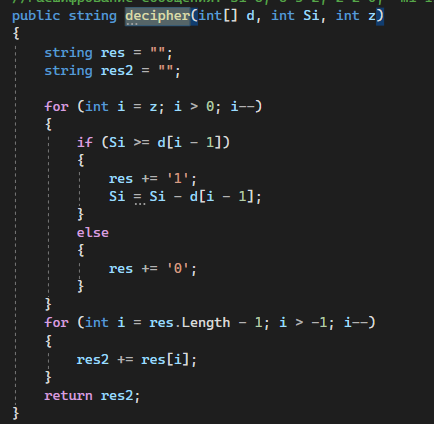 public string decipher(int[] d, int Si, int z)
{
    string res = "";
    string res2 = "";

    for (int i = z; i > 0; i--)
    {
        if (Si >= d[i - 1])
        {
            res += '1';
            Si = Si - d[i - 1];
        }
        else
        {
            res += '0';
        }
    }
    for (int i = res.Length - 1; i > -1; i--)
    {
        res2 += res[i];
    }
    return res2;
}